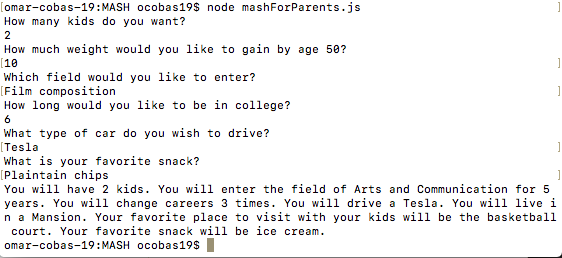 [omar-cobas-19:MASH ocobas19$ node mashForParents.js ]
How many kids do you want?
2
How much weight would you like to gain by age 50?
[10 ]
Which field would you like to enter?
[Film composition ]
How long would you like to be in college?
6
What type of car do you wish to drive?
[Tesla ]
What is your favorite snack?
[Plaintain chips ]
You will have 2 kids. You will enter the field of Arts and Communication for 5
years. You will change careers 3 times. You will drive a Tesla. You will live i
n a Mansion. Your favorite place to visit with your kids will be the basketball
court. Your favorite snack will be ice cream.
omar-cobas-19:MASH ocobas19$